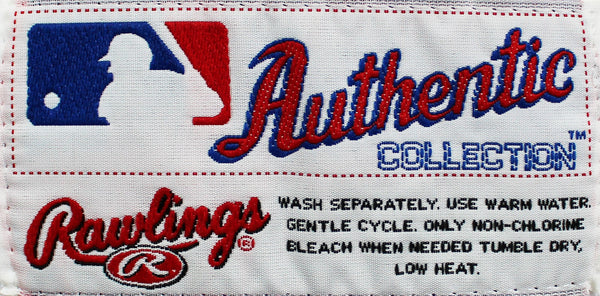 Authentic
COLLECTION™
Rawlings®
R
WASH SEPARATELY. USE WARM WATER.
GENTLE CYCLE. ONLY NON-CHLORINE
BLEACH WHEN NEEDED TUMBLE DRY,
LOW HEAT.